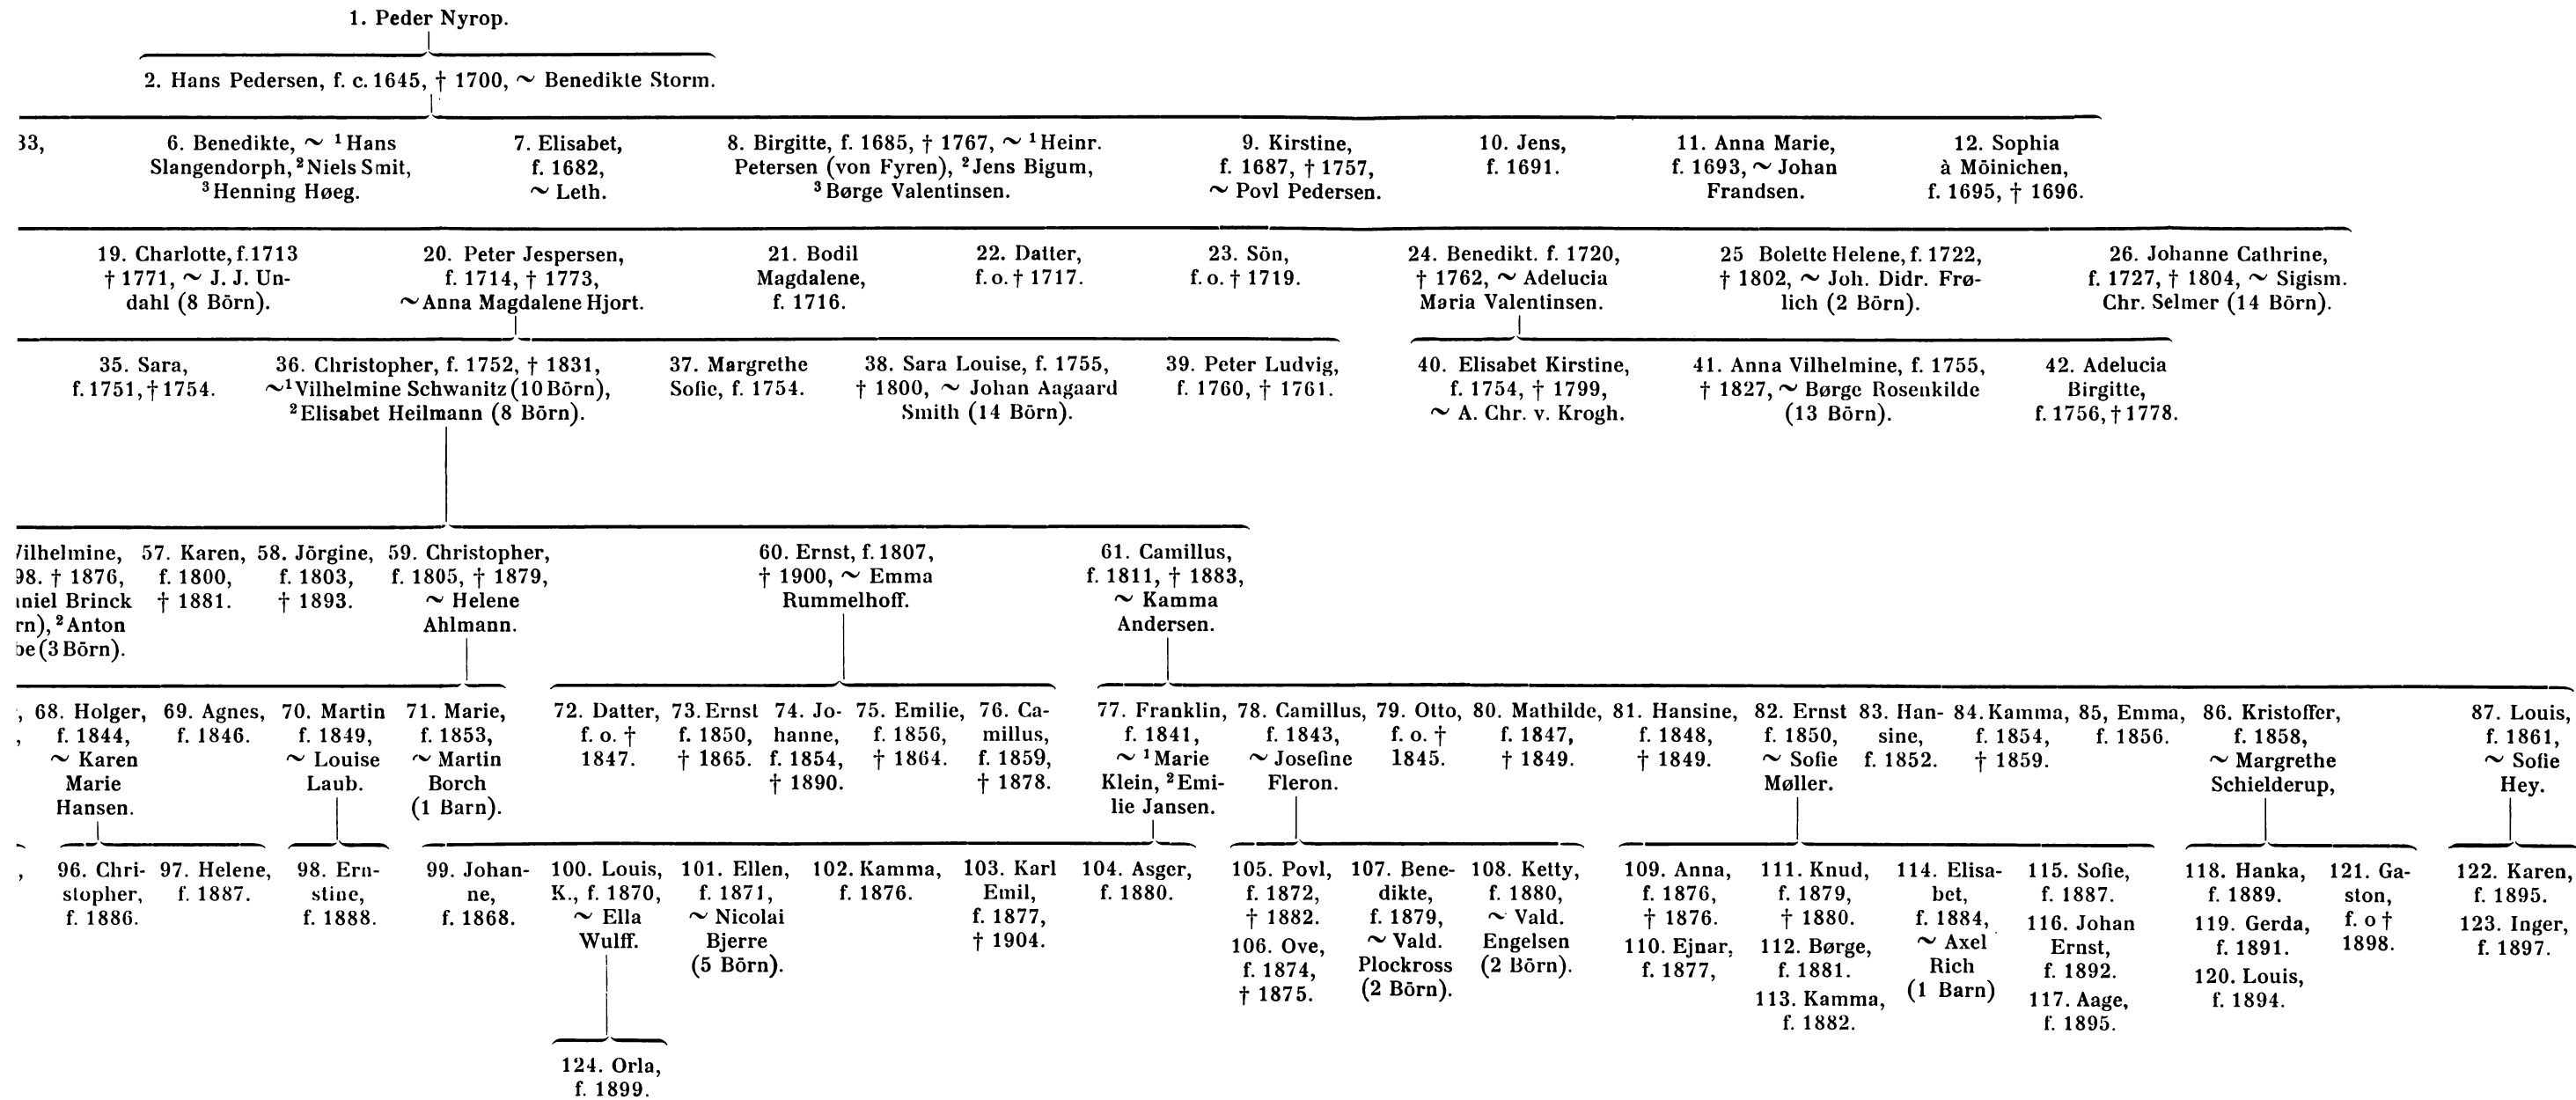 1. Peder Nyrop.
2. Hans Pedersen, f. c. 1645, † 1700, ~ Benedikte Storm.
33,
6. Benedikte, ~ ¹Hans
Slangendorph, ²Niels Smit,
³Henning Høeg.
7. Elisabet,
f. 1682,
~ Leth.
8. Birgitte, f. 1685, † 1767, ~ ¹Heinr.
Petersen (von Fyren), ²Jens Bigum,
³Børge Valentinsen.
9. Kirstine,
f. 1687, † 1757,
~ Povl Pedersen.
10. Jens,
f. 1691.
11. Anna Marie,
f. 1693, ~ Johan
Frandsen.
12. Sophia
à Möinichen,
f. 1695, † 1696.
19. Charlotte, f. 1713
† 1771, ~ J. J. Un-
dahl (8 Börn).
20. Peter Jespersen,
f. 1714, † 1773,
~ Anna Magdalene Hjort.
21. Bodil
Magdalene,
f. 1716.
22. Datter,
f. o. † 1717.
23. Sön,
f. o. † 1719.
24. Benedikt. f. 1720,
† 1762, ~ Adelucia
Maria Valentinsen.
25 Bolette Helene, f. 1722,
† 1802, ~ Joh. Didr. Frø-
lich (2 Börn).
26. Johanne Cathrine,
f. 1727, † 1804, ~ Sigism.
Chr. Selmer (14 Börn).
35. Sara,
f. 1751, † 1754.
36. Christopher, f. 1752, † 1831,
~ ¹Vilhelmine Schwanitz (10 Börn),
²Elisabet Heilmann (8 Börn).
37. Margrethe
Sofie, f. 1754.
38. Sara Louise, f. 1755,
† 1800, ~ Johan Aagaard
Smith (14 Börn).
39. Peter Ludvig,
f. 1760, † 1761.
40. Elisabet Kirstine,
f. 1754, † 1799,
~ A. Chr. v. Krogh.
41. Anna Vilhelmine, f. 1755,
† 1827, ~ Børge Rosenkilde
(13 Börn).
42. Adelucia
Birgitte,
f. 1756, † 1778.
ilhelmine,
98. † 1876,
niel Brinck
rn), ²Anton
be (3 Börn).
57. Karen,
f. 1800,
† 1881.
58. Jörgine,
f. 1803,
† 1893.
59. Christopher,
f. 1805, † 1879,
~ Helene
Ahlmann.
60. Ernst, f. 1807,
† 1900, ~ Emma
Rummelhoff.
61. Camillus,
f. 1811, † 1883,
~ Kamma
Andersen.
68. Holger,
f. 1844,
~ Karen
Marie
Hansen.
69. Agnes,
f. 1846.
70. Martin
f. 1849,
~ Louise
Laub.
71. Marie,
f. 1853,
~ Martin
Borch
(1 Barn).
72. Datter,
f. o. †
1847.
73. Ernst
f. 1850,
† 1865.
74. Jo-
hanne,
f. 1854,
† 1890.
75. Emilie,
f. 1856,
† 1864.
76. Ca-
millus,
f. 1859,
† 1878.
77. Franklin,
f. 1841,
~ ¹Marie
Klein, ²Emi-
lie Jansen.
78. Camillus,
f. 1843,
~ Josefine
Fleron.
79. Otto,
f. o. †
1845.
80. Mathilde,
f. 1847,
† 1849.
81. Hansine,
f. 1848,
† 1849.
82. Ernst
f. 1850,
~ Sofie
Møller.
83. Han-
sine,
f. 1852.
84. Kamma,
f. 1854,
† 1859.
85, Emma,
f. 1856.
86. Kristoffer,
f. 1858,
~ Margrethe
Schielderup,
87. Louis,
f. 1861,
~ Sofie
Hey.
96. Chri-
stopher,
f. 1886.
97. Helene,
f. 1887.
98. Ern-
stine,
f. 1888.
99. Johan-
ne,
f. 1868.
100. Louis,
K., f. 1870,
~ Ella
Wulff.
101. Ellen,
f. 1871,
~ Nicolai
Bjerre
(5 Börn).
102. Kamma,
f. 1876.
103. Karl
Emil,
f. 1877,
† 1904.
104. Asger,
f. 1880.
105. Povl,
f. 1872,
† 1882.
106. Ove,
f. 1874,
† 1875.
107. Bene-
dikte,
f. 1879,
~ Vald.
Plockross
(2 Börn).
108. Ketty,
f. 1880,
~ Vald.
Engelsen
(2 Börn).
109. Anna,
f. 1876,
† 1876.
110. Ejnar,
f. 1877,
111. Knud,
f. 1879,
† 1880.
112. Børge,
f. 1881.
113. Kamma,
f. 1882.
114. Elisa-
bet,
f. 1884,
~ Axel
Rich
(1 Barn)
115. Sofie,
f. 1887.
116. Johan
Ernst,
f. 1892.
117. Aage,
f. 1895.
118. Hanka,
f. 1889.
119. Gerda,
f. 1891.
120. Louis,
f. 1894.
121. Ga-
ston,
f. o †
1898.
122. Karen,
f. 1895.
123. Inger,
f. 1897.
124. Orla,
f. 1899.